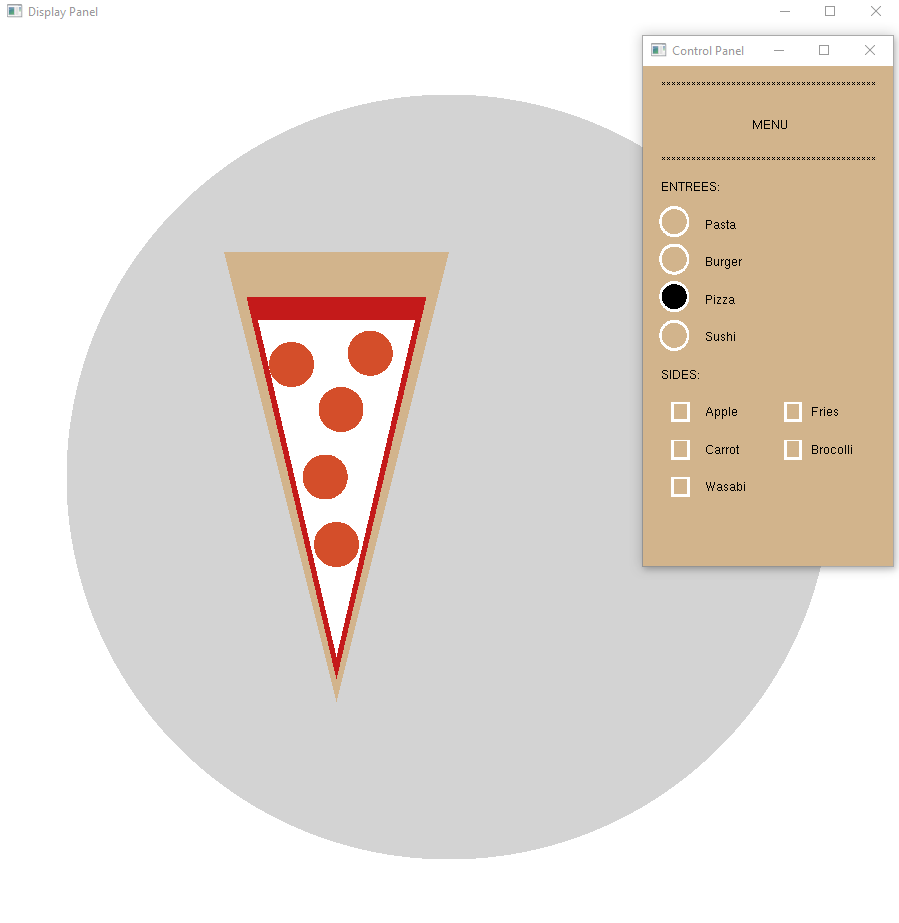 Display Panel
Control Panel
************************************
MENU
************************************
ENTREES:
Pasta
Burger
Pizza
Sushi
SIDES:
Apple Fries
Carrot Brocolli
Wasabi